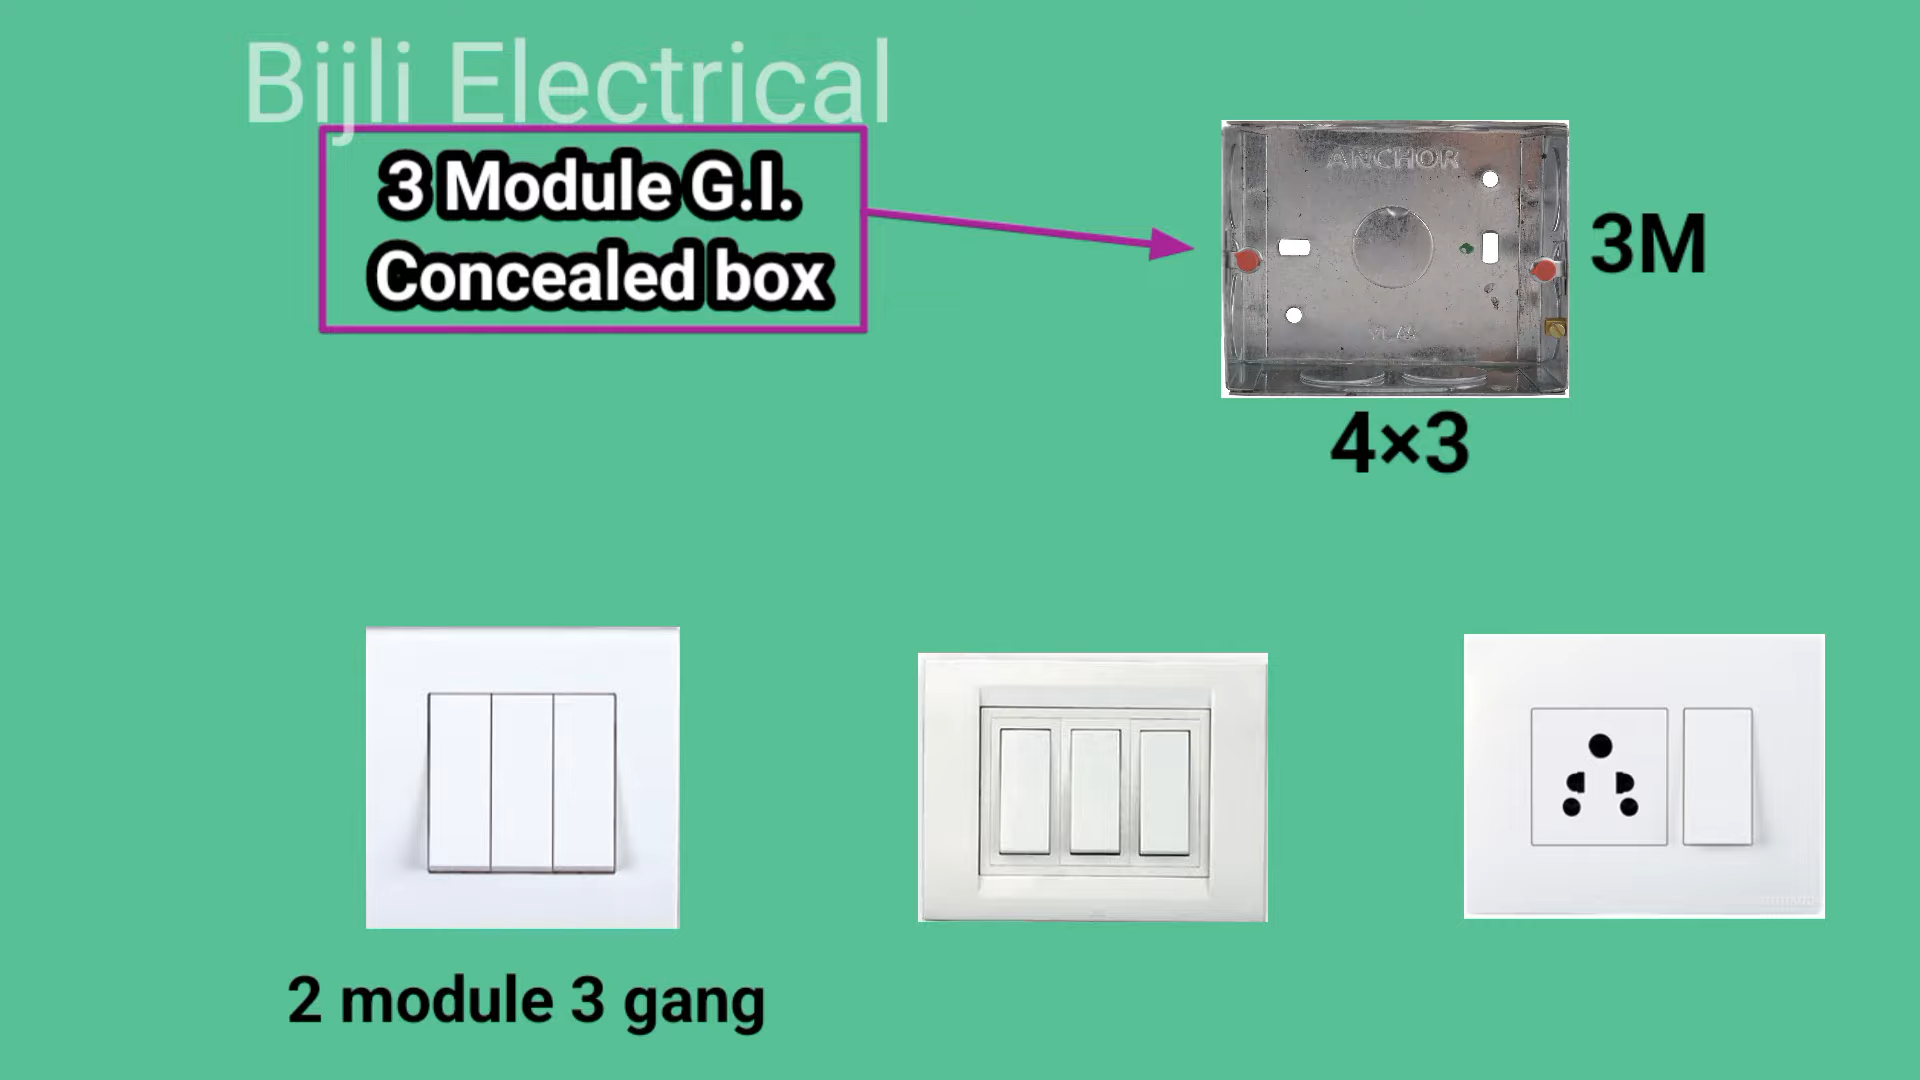 Bijli Electrical
3 Module G.I.
Concealed box
ANCHOR
3M
4×3
2 module 3 gang